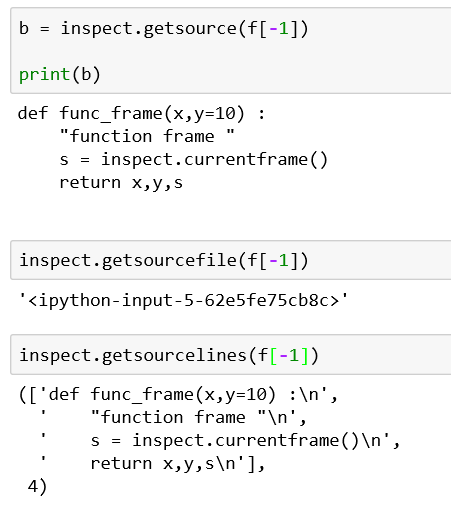 b = inspect.getsource(f[-1])
print(b)
def func_frame(x,y=10) :
    "function frame "
    s = inspect.currentframe()
    return x,y,s
inspect.getsourcefile(f[-1])
'<ipython-input-5-62e5fe75cb8c>'
inspect.getsourcelines(f[-1])
(['def func_frame(x,y=10) :\n',
  '    "function frame "\n',
  '    s = inspect.currentframe()\n',
  '    return x,y,s\n'],
 4)